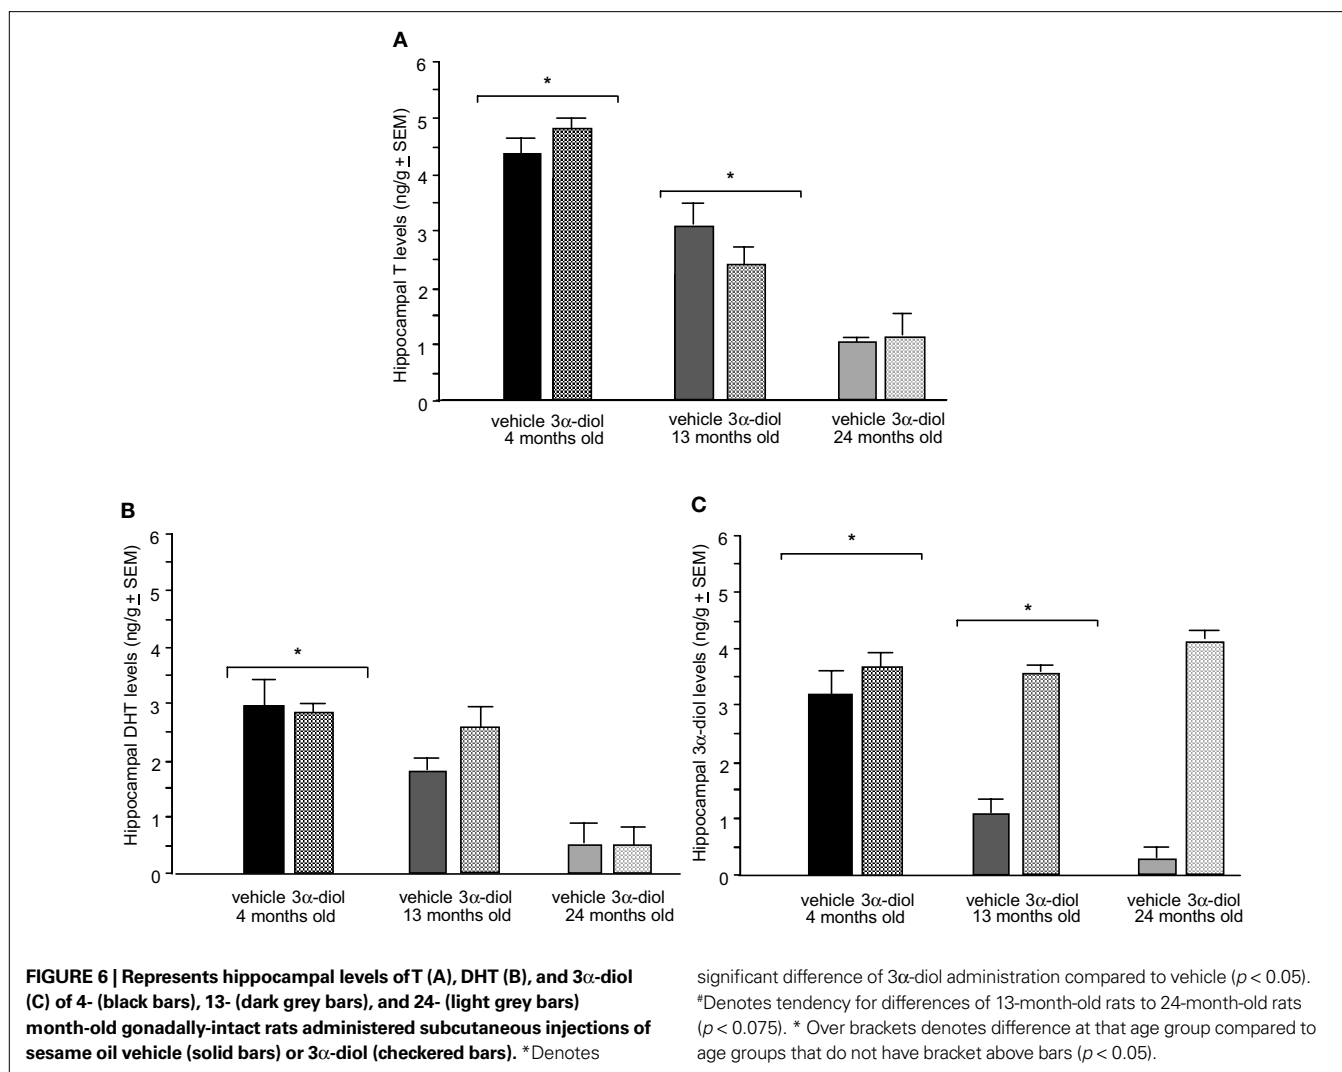 A
Hippocampal T levels (ng/g ± SEM)
6
5
4
3
2
1
0
*
*
vehicle 3α-diol
4 months old
vehicle 3α-diol
13 months old
vehicle 3α-diol
24 months old
B
Hippocampal DHT levels (ng/g ± SEM)
6
5
4
3
2
1
0
*
vehicle 3α-diol
4 months old
vehicle 3α-diol
13 months old
vehicle 3α-diol
24 months old
C
Hippocampal 3α-diol levels (ng/g ± SEM)
6
5
4
3
2
1
0
*
*
vehicle 3α-diol
4 months old
vehicle 3α-diol
13 months old
vehicle 3α-diol
24 months old
FIGURE 6 | Represents hippocampal levels of T (A), DHT (B), and 3α-diol
(C) of 4- (black bars), 13- (dark grey bars), and 24- (light grey bars)
month-old gonadally-intact rats administered subcutaneous injections of
sesame oil vehicle (solid bars) or 3α-diol (checkered bars). *Denotes
significant difference of 3α-diol administration compared to vehicle (p < 0.05).
#Denotes tendency for differences of 13-month-old rats to 24-month-old rats
(p < 0.075). * Over brackets denotes difference at that age group compared to
age groups that do not have bracket above bars (p < 0.05).